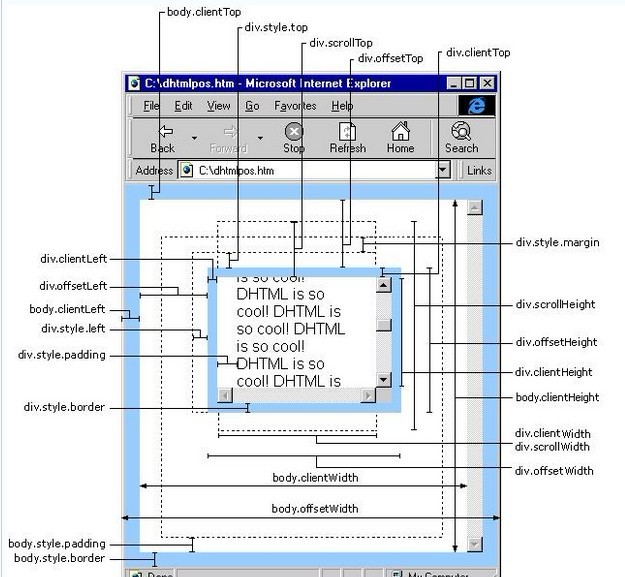 body.clientTop
div.style.top
div.scrollTop
div.offsetTop
div.clientTop
C:\dhtmlpos.htm - Microsoft Internet Explorer
File Edit View Go Favorites Help
Back Forward Stop Refresh Home Search
Address C:\dhtmlpos.htm Links
div.style.margin
div.clientLeft
div.offsetLeft
body.clientLeft
div.style.left
div.style.padding
div.style.border
is so cool!
DHTML is so
cool! DHTML is
so cool! DHTML
is so cool!
DHTML is so
cool! DHTML is
div.scrollHeight
div.offsetHeight
div.clientHeight
body.clientHeight
div.clientWidth
div.scrollWidth
div.offsetWidth
body.clientWidth
body.offsetWidth
body.style.padding
body.style.border
Done My Computer